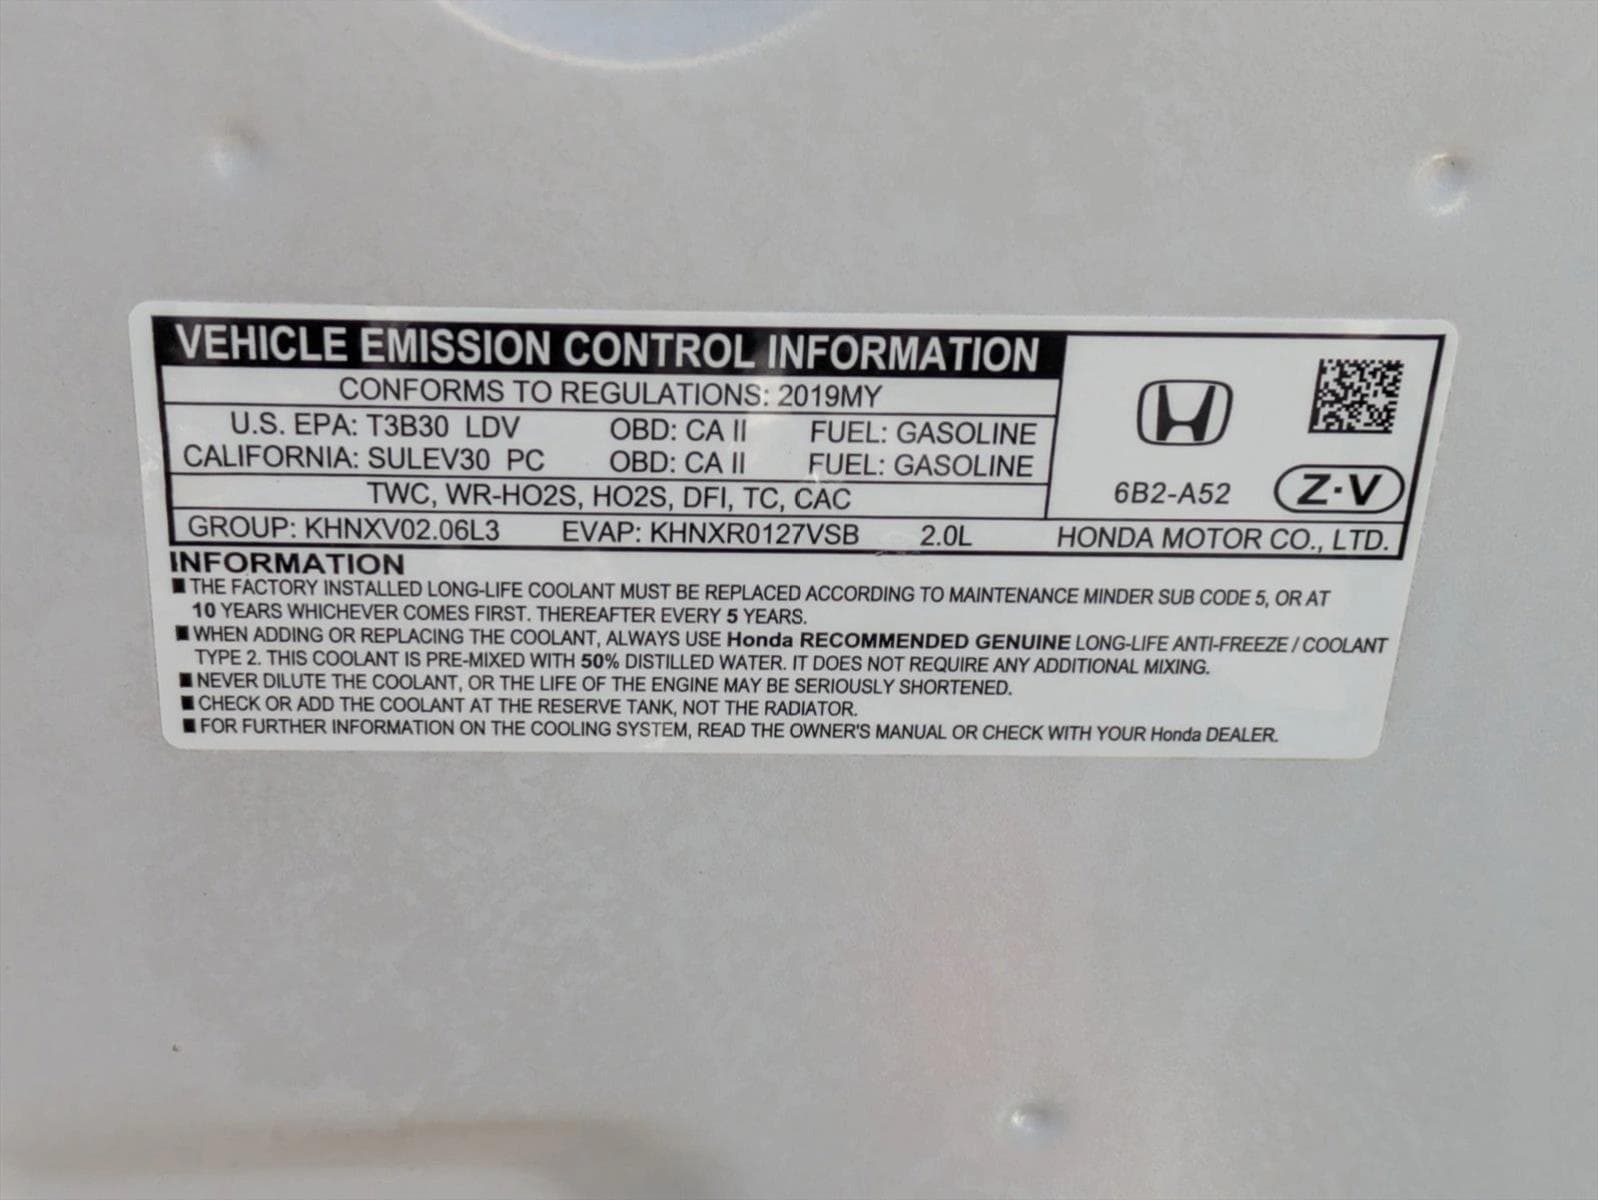 VEHICLE EMISSION CONTROL INFORMATION
CONFORMS TO REGULATIONS: 2019MY
U.S. EPA: T3B30 LDV OBD: CA II FUEL: GASOLINE
CALIFORNIA: SULEV30 PC OBD: CA II FUEL: GASOLINE
TWC, WR-HO2S, HO2S, DFI, TC, CAC
6B2-A52 Z·V
GROUP: KHNXV02.06L3 EVAP: KHNXR0127VSB 2.0L HONDA MOTOR CO., LTD.
INFORMATION
■ THE FACTORY INSTALLED LONG-LIFE COOLANT MUST BE REPLACED ACCORDING TO MAINTENANCE MINDER SUB CODE 5, OR AT
10 YEARS WHICHEVER COMES FIRST. THEREAFTER EVERY 5 YEARS.
■ WHEN ADDING OR REPLACING THE COOLANT, ALWAYS USE Honda RECOMMENDED GENUINE LONG-LIFE ANTI-FREEZE / COOLANT
TYPE 2. THIS COOLANT IS PRE-MIXED WITH 50% DISTILLED WATER. IT DOES NOT REQUIRE ANY ADDITIONAL MIXING.
■ NEVER DILUTE THE COOLANT, OR THE LIFE OF THE ENGINE MAY BE SERIOUSLY SHORTENED.
■ CHECK OR ADD THE COOLANT AT THE RESERVE TANK, NOT THE RADIATOR.
■ FOR FURTHER INFORMATION ON THE COOLING SYSTEM, READ THE OWNER'S MANUAL OR CHECK WITH YOUR Honda DEALER.